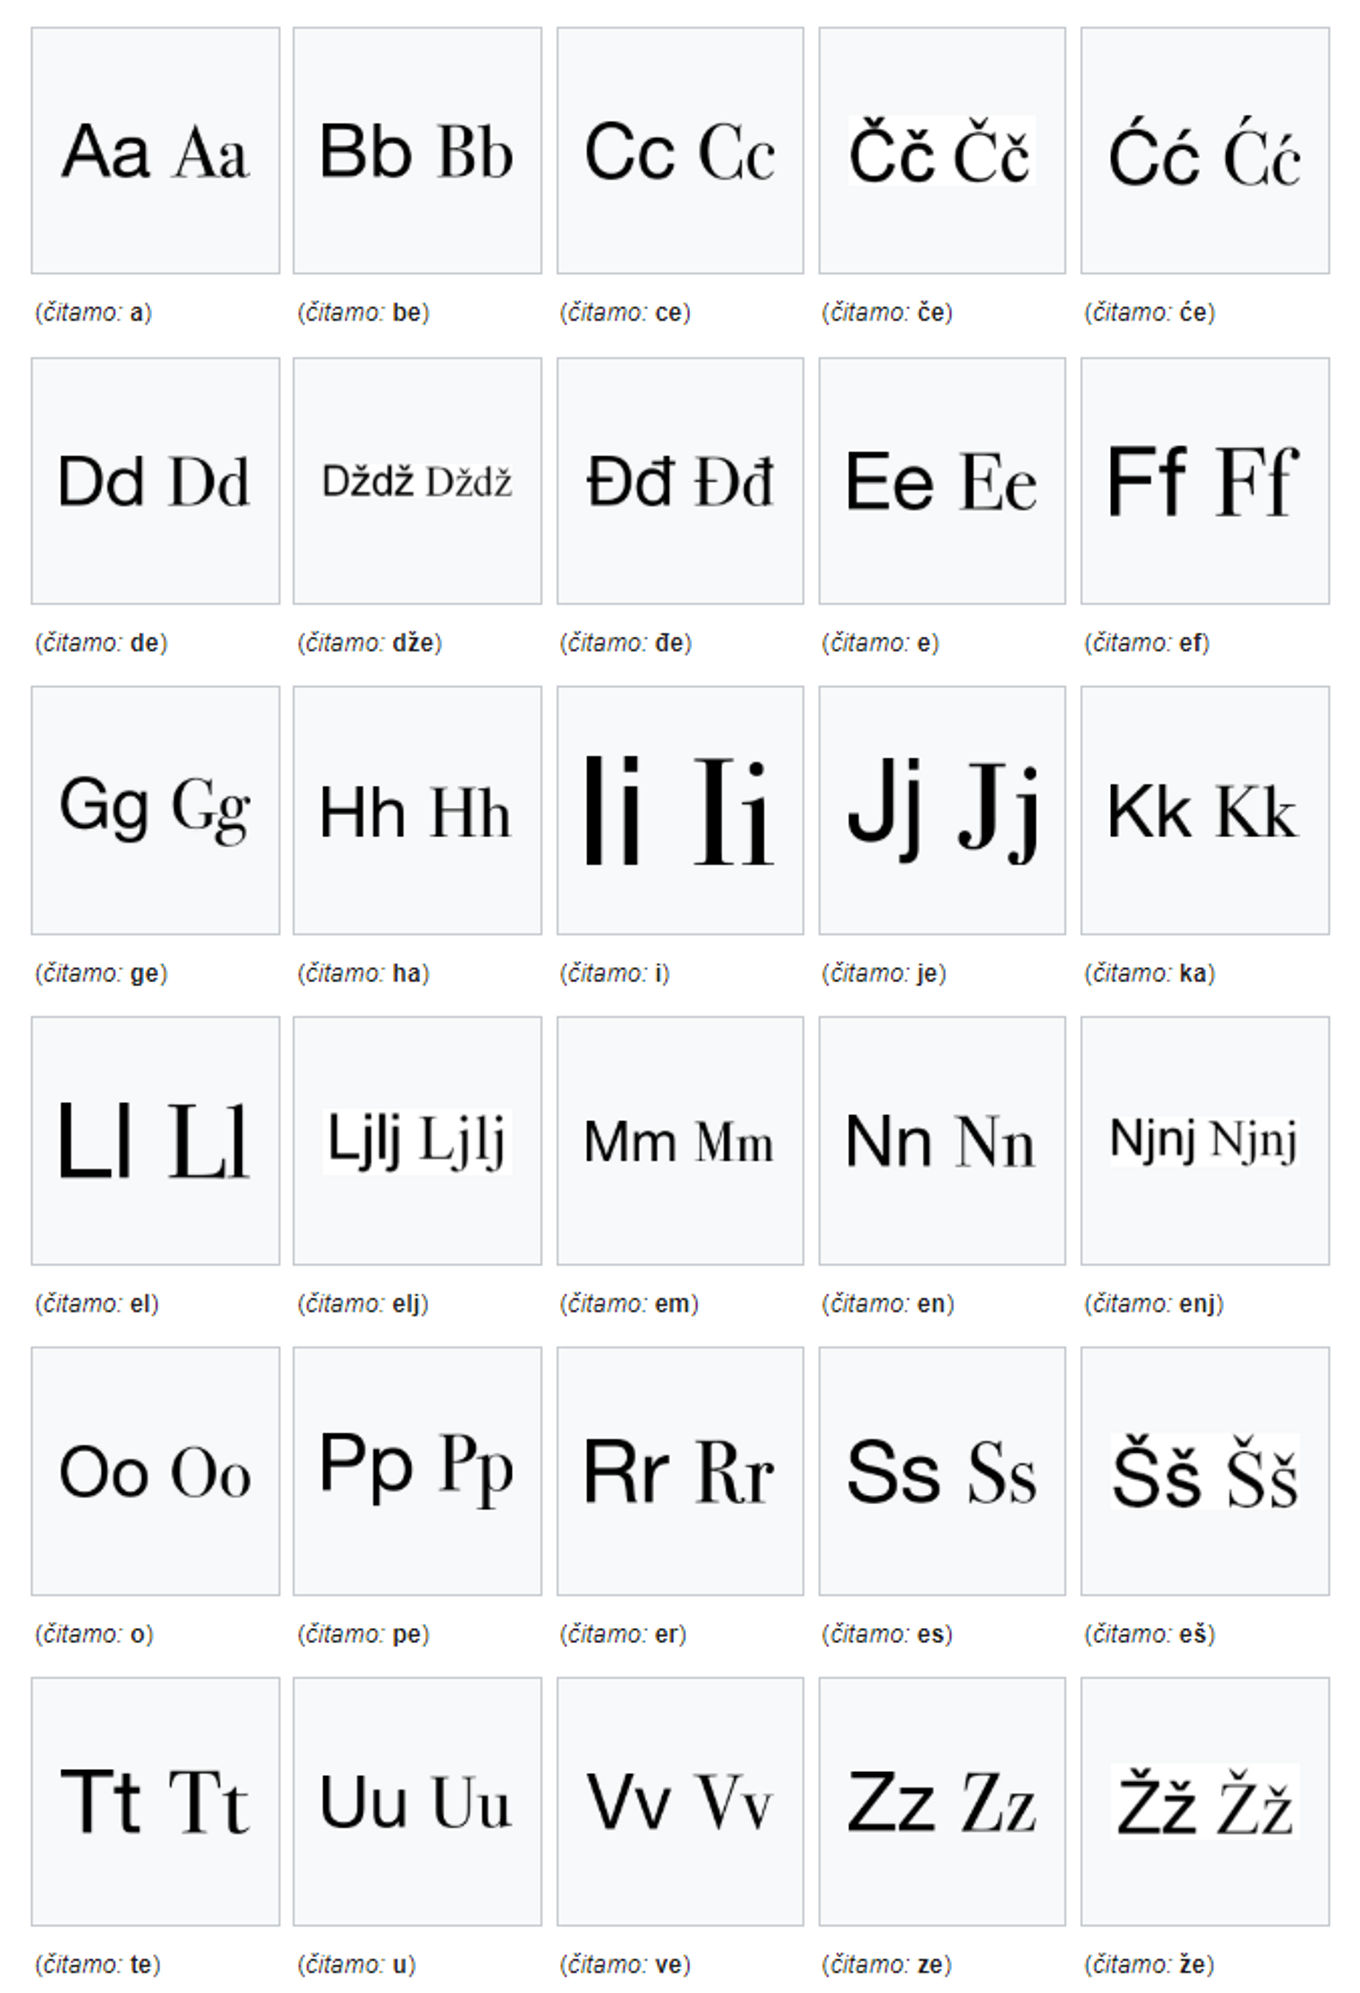 Aa Aa Bb Bb Cc Cc Čč Čč Ćć Ćć
(čitamo: a) (čitamo: be) (čitamo: ce) (čitamo: če) (čitamo: će)
Dd Dd Dždž Dždž Đđ Đđ Ee Ee Ff Ff
(čitamo: de) (čitamo: dže) (čitamo: đe) (čitamo: e) (čitamo: ef)
Gg Gg Hh Hh Ii Ii Jj Jj Kk Kk
(čitamo: ge) (čitamo: ha) (čitamo: i) (čitamo: je) (čitamo: ka)
Ll Ll Ljlj Ljlj Mm Mm Nn Nn Njnj Njnj
(čitamo: el) (čitamo: elj) (čitamo: em) (čitamo: en) (čitamo: enj)
Oo Oo Pp Pp Rr Rr Ss Ss Šš Šš
(čitamo: o) (čitamo: pe) (čitamo: er) (čitamo: es) (čitamo: eš)
Tt Tt Uu Uu Vv Vv Zz Zz Žž Žž
(čitamo: te) (čitamo: u) (čitamo: ve) (čitamo: ze) (čitamo: že)